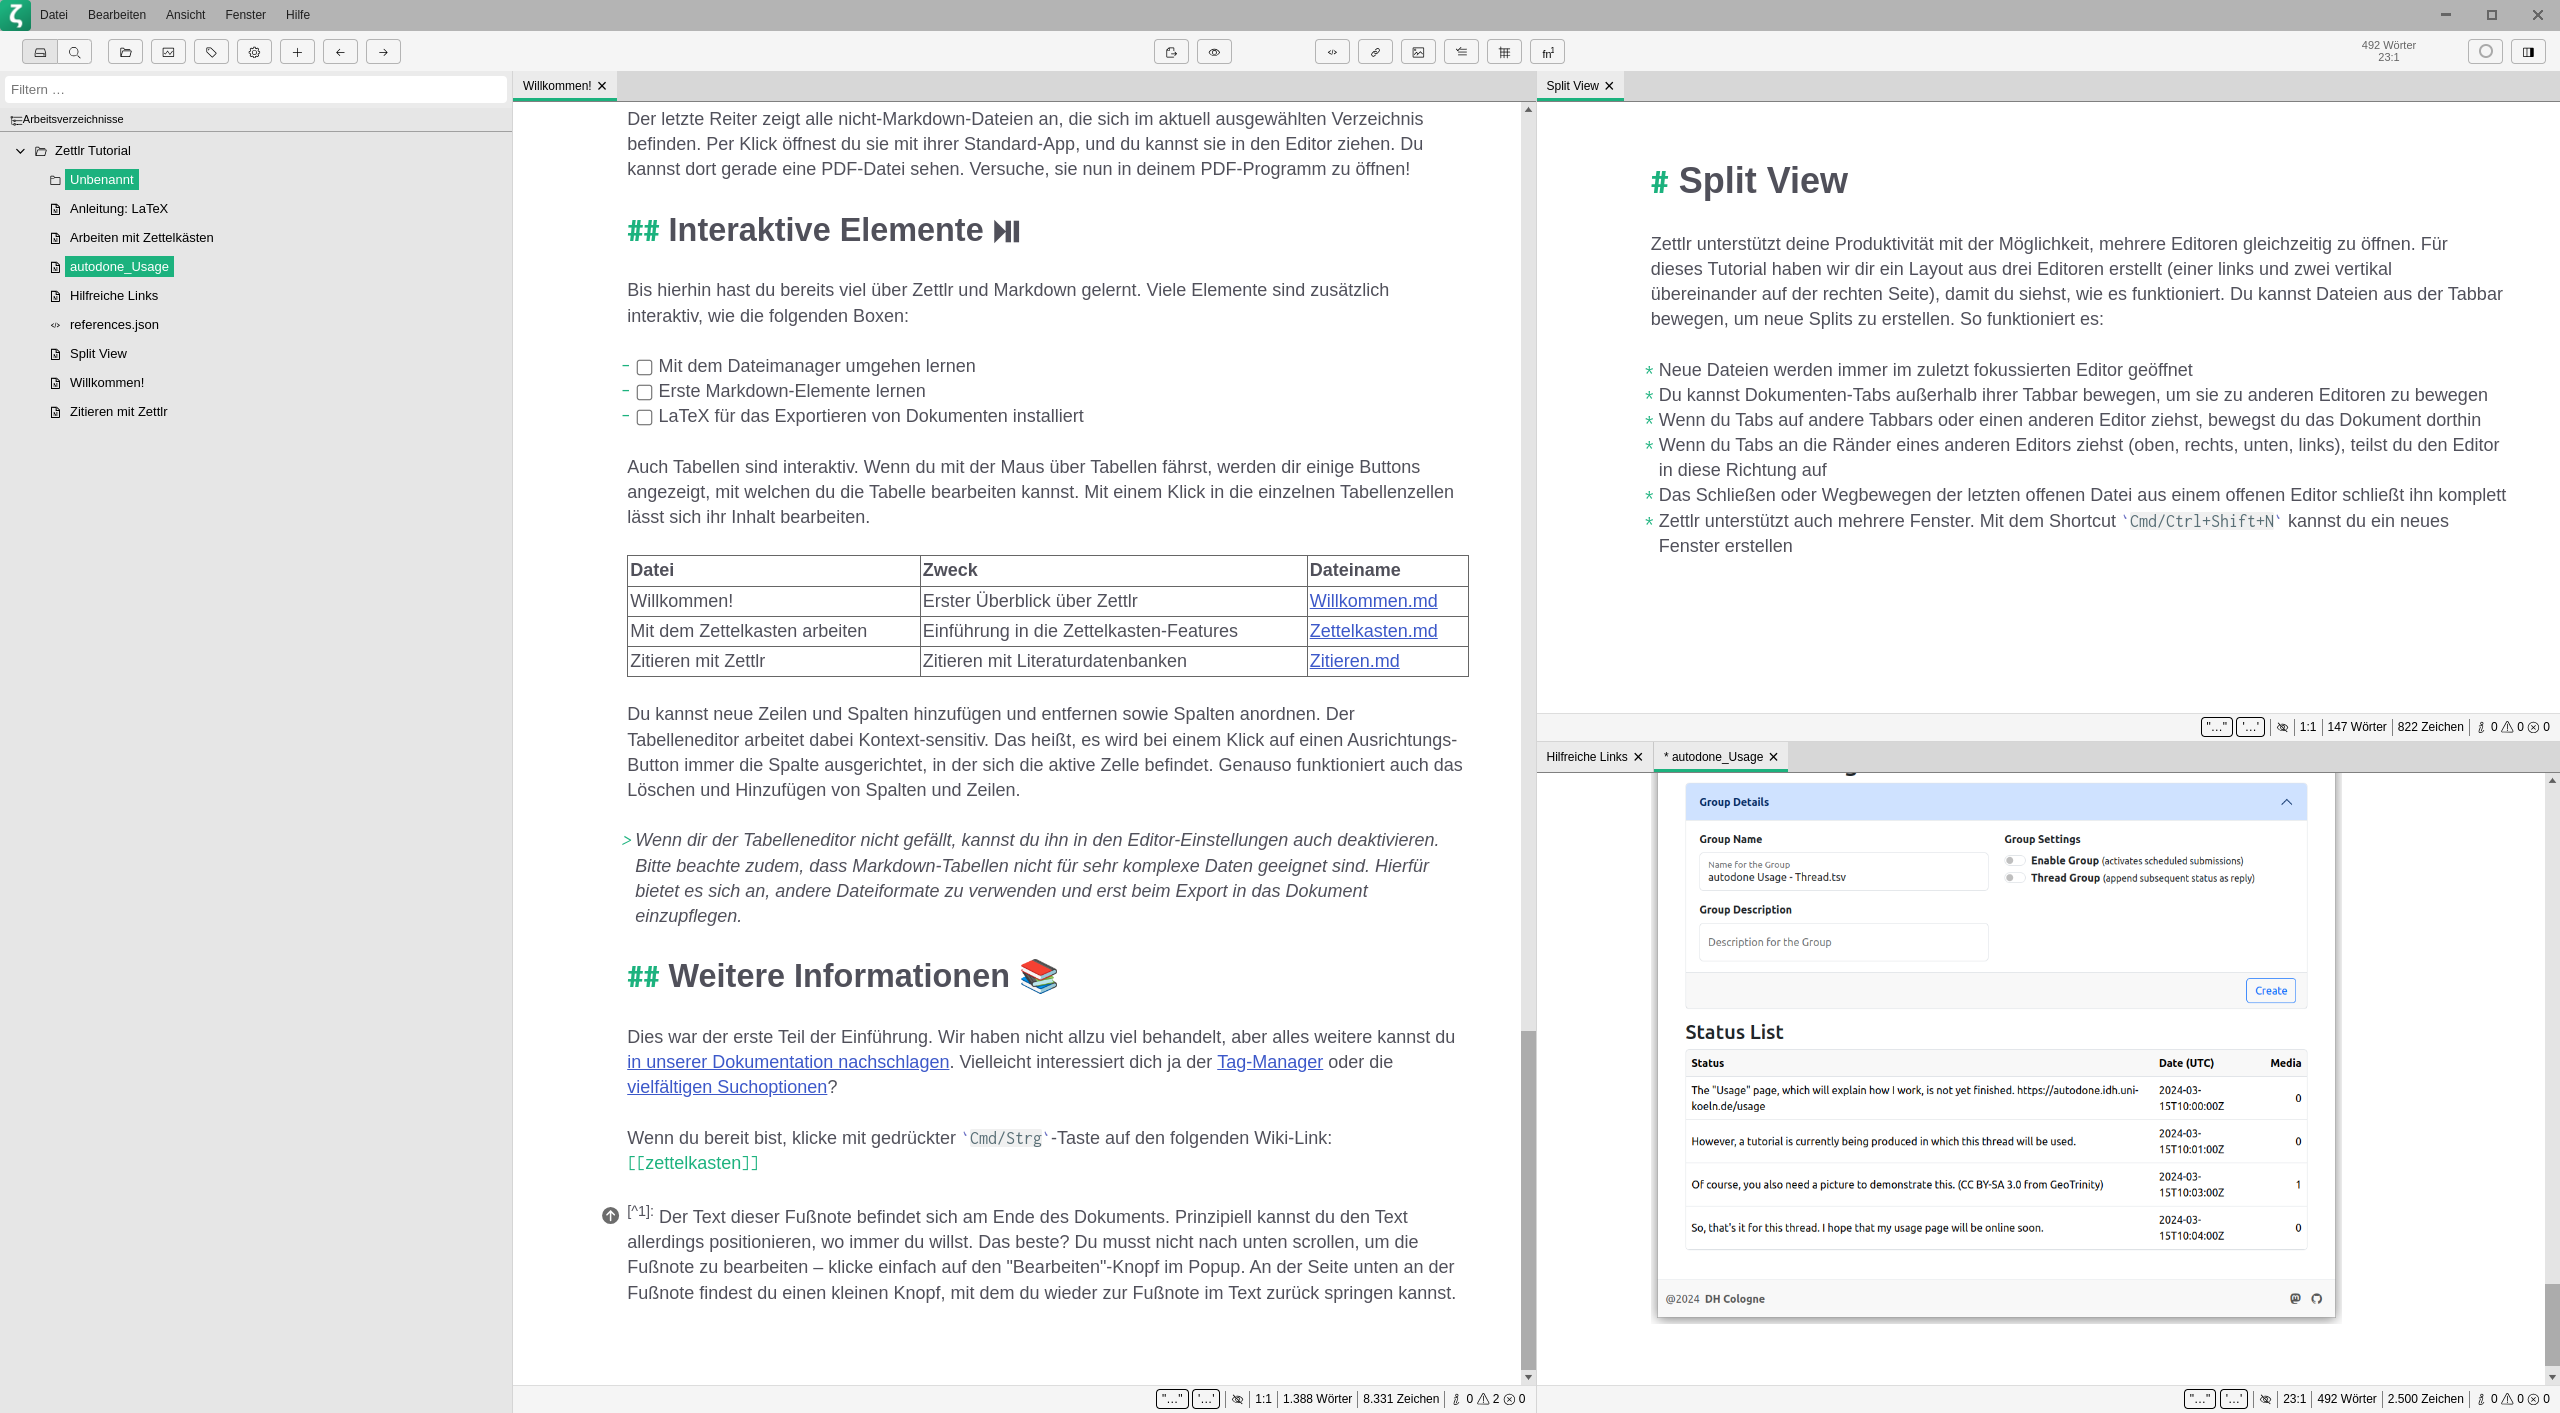 Datei Bearbeiten Ansicht Fenster Hilfe
fn1
492 Wörter
23:1
Filtern …
Arbeitsverzeichnisse
Zettlr Tutorial
Unbenannt
Anleitung: LaTeX
Arbeiten mit Zettelkästen
autodone_Usage
Hilfreiche Links
references.json
Split View
Willkommen!
Zitieren mit Zettlr
Willkommen!
Der letzte Reiter zeigt alle nicht-Markdown-Dateien an, die sich im aktuell ausgewählten Verzeichnis
befinden. Per Klick öffnest du sie mit ihrer Standard-App, und du kannst sie in den Editor ziehen. Du
kannst dort gerade eine PDF-Datei sehen. Versuche, sie nun in deinem PDF-Programm zu öffnen!
## Interaktive Elemente ⏯
Bis hierhin hast du bereits viel über Zettlr und Markdown gelernt. Viele Elemente sind zusätzlich
interaktiv, wie die folgenden Boxen:
- Mit dem Dateimanager umgehen lernen
- Erste Markdown-Elemente lernen
- LaTeX für das Exportieren von Dokumenten installiert
Auch Tabellen sind interaktiv. Wenn du mit der Maus über Tabellen fährst, werden dir einige Buttons
angezeigt, mit welchen du die Tabelle bearbeiten kannst. Mit einem Klick in die einzelnen Tabellenzellen
lässt sich ihr Inhalt bearbeiten.
Datei Zweck Dateiname
Willkommen! Erster Überblick über Zettlr Willkommen.md
Mit dem Zettelkasten arbeiten Einführung in die Zettelkasten-Features Zettelkasten.md
Zitieren mit Zettlr Zitieren mit Literaturdatenbanken Zitieren.md
Du kannst neue Zeilen und Spalten hinzufügen und entfernen sowie Spalten anordnen. Der
Tabelleneditor arbeitet dabei Kontext-sensitiv. Das heißt, es wird bei einem Klick auf einen Ausrichtungs-
Button immer die Spalte ausgerichtet, in der sich die aktive Zelle befindet. Genauso funktioniert auch das
Löschen und Hinzufügen von Spalten und Zeilen.
> Wenn dir der Tabelleneditor nicht gefällt, kannst du ihn in den Editor-Einstellungen auch deaktivieren.
Bitte beachte zudem, dass Markdown-Tabellen nicht für sehr komplexe Daten geeignet sind. Hierfür
bietet es sich an, andere Dateiformate zu verwenden und erst beim Export in das Dokument
einzupflegen.
## Weitere Informationen 📚
Dies war der erste Teil der Einführung. Wir haben nicht allzu viel behandelt, aber alles weitere kannst du
in unserer Dokumentation nachschlagen. Vielleicht interessiert dich ja der Tag-Manager oder die
vielfältigen Suchoptionen?
Wenn du bereit bist, klicke mit gedrückter `Cmd/Strg`-Taste auf den folgenden Wiki-Link:
[[zettelkasten]]
[^1]: Der Text dieser Fußnote befindet sich am Ende des Dokuments. Prinzipiell kannst du den Text
allerdings positionieren, wo immer du willst. Das beste? Du musst nicht nach unten scrollen, um die
Fußnote zu bearbeiten – klicke einfach auf den "Bearbeiten"-Knopf im Popup. An der Seite unten an der
Fußnote findest du einen kleinen Knopf, mit dem du wieder zur Fußnote im Text zurück springen kannst.
"…" '…' 1:1 1.388 Wörter 8.331 Zeichen 0 2 0
Split View
# Split View
Zettlr unterstützt deine Produktivität mit der Möglichkeit, mehrere Editoren gleichzeitig zu öffnen. Für
dieses Tutorial haben wir dir ein Layout aus drei Editoren erstellt (einer links und zwei vertikal
übereinander auf der rechten Seite), damit du siehst, wie es funktioniert. Du kannst Dateien aus der Tabbar
bewegen, um neue Splits zu erstellen. So funktioniert es:
* Neue Dateien werden immer im zuletzt fokussierten Editor geöffnet
* Du kannst Dokumenten-Tabs außerhalb ihrer Tabbar bewegen, um sie zu anderen Editoren zu bewegen
* Wenn du Tabs auf andere Tabbars oder einen anderen Editor ziehst, bewegst du das Dokument dorthin
* Wenn du Tabs an die Ränder eines anderen Editors ziehst (oben, rechts, unten, links), teilst du den Editor
in diese Richtung auf
* Das Schließen oder Wegbewegen der letzten offenen Datei aus einem offenen Editor schließt ihn komplett
* Zettlr unterstützt auch mehrere Fenster. Mit dem Shortcut `Cmd/Ctrl+Shift+N` kannst du ein neues
Fenster erstellen
"…" '…' 1:1 147 Wörter 822 Zeichen 0 0 0
Hilfreiche Links * autodone_Usage
Group Details
Group Name
Name for the Group
autodone Usage - Thread.tsv
Group Description
Description for the Group
Group Settings
Enable Group (activates scheduled submissions)
Thread Group (append subsequent status as reply)
Create
Status List
Status Date (UTC) Media
The "Usage" page, which will explain how I work, is not yet finished. https://autodone.idh.uni-
koeln.de/usage
2024-03-
15T10:00:00Z
0
However, a tutorial is currently being produced in which this thread will be used.
2024-03-
15T10:01:00Z
0
Of course, you also need a picture to demonstrate this. (CC BY-SA 3.0 from GeoTrinity)
2024-03-
15T10:03:00Z
1
So, that's it for this thread. I hope that my usage page will be online soon.
2024-03-
15T10:04:00Z
0
@2024 DH Cologne
"…" '…' 23:1 492 Wörter 2.500 Zeichen 0 0 0